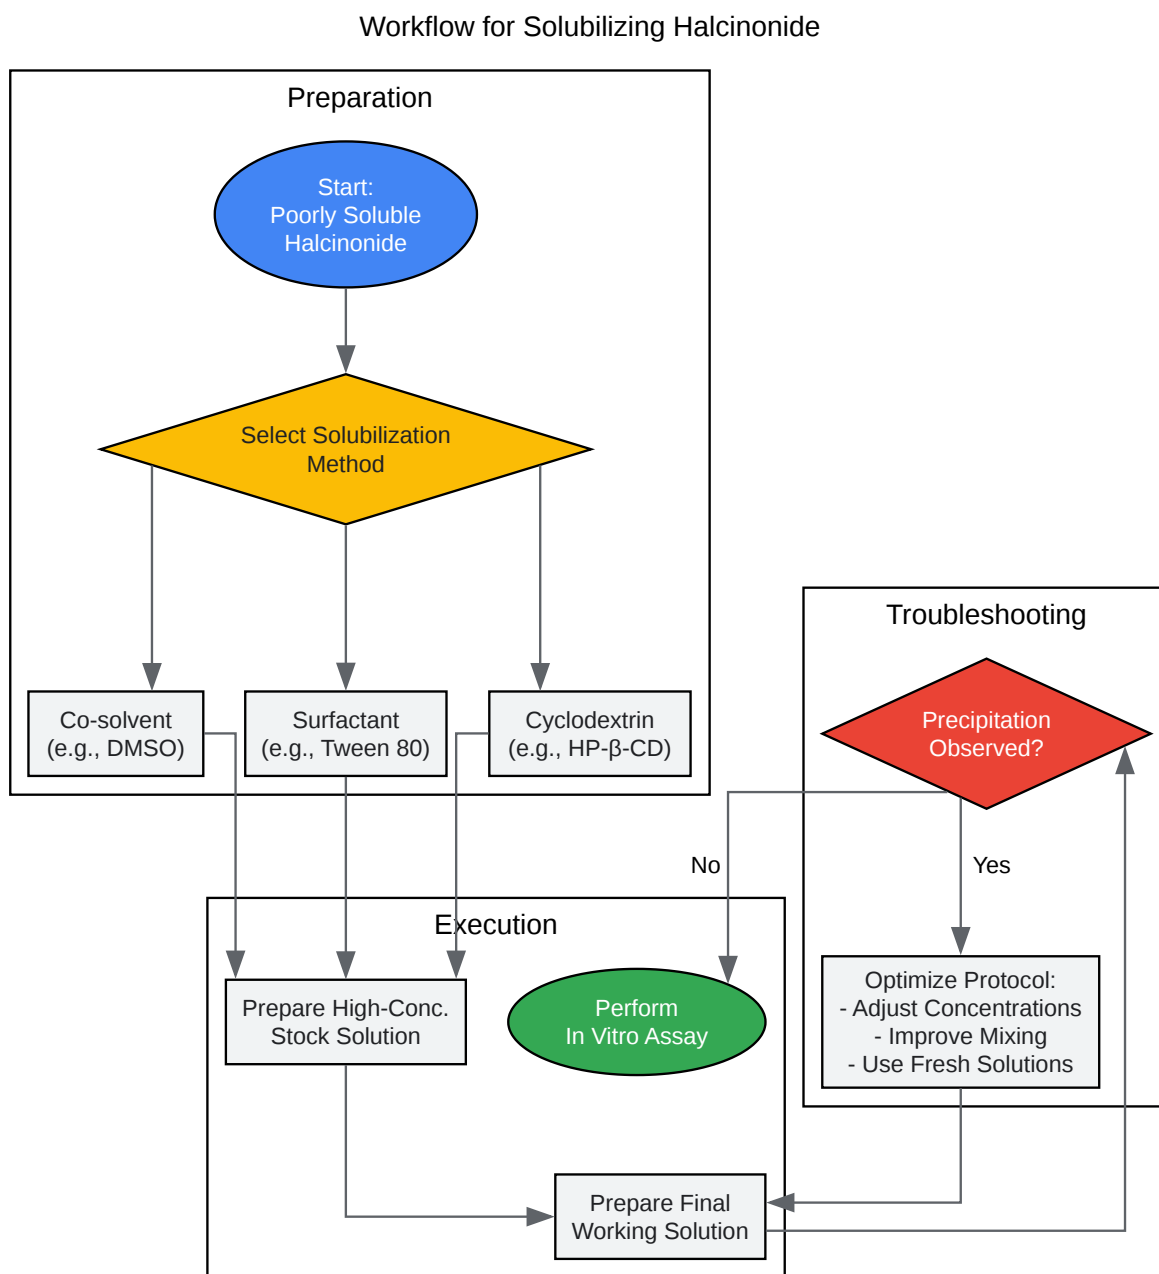 Workflow for Solubilizing Halcinonide
Preparation
Start:
Poorly Soluble
Halcinonide
Select Solubilization
Method
Co-solvent
(e.g., DMSO)
Surfactant
(e.g., Tween 80)
Cyclodextrin
(e.g., HP-β-CD)
Troubleshooting
Precipitation
Observed?
No
Yes
Execution
Prepare High-Conc.
Stock Solution
Perform
In Vitro Assay
Optimize Protocol:
- Adjust Concentrations
- Improve Mixing
- Use Fresh Solutions
Prepare Final
Working Solution